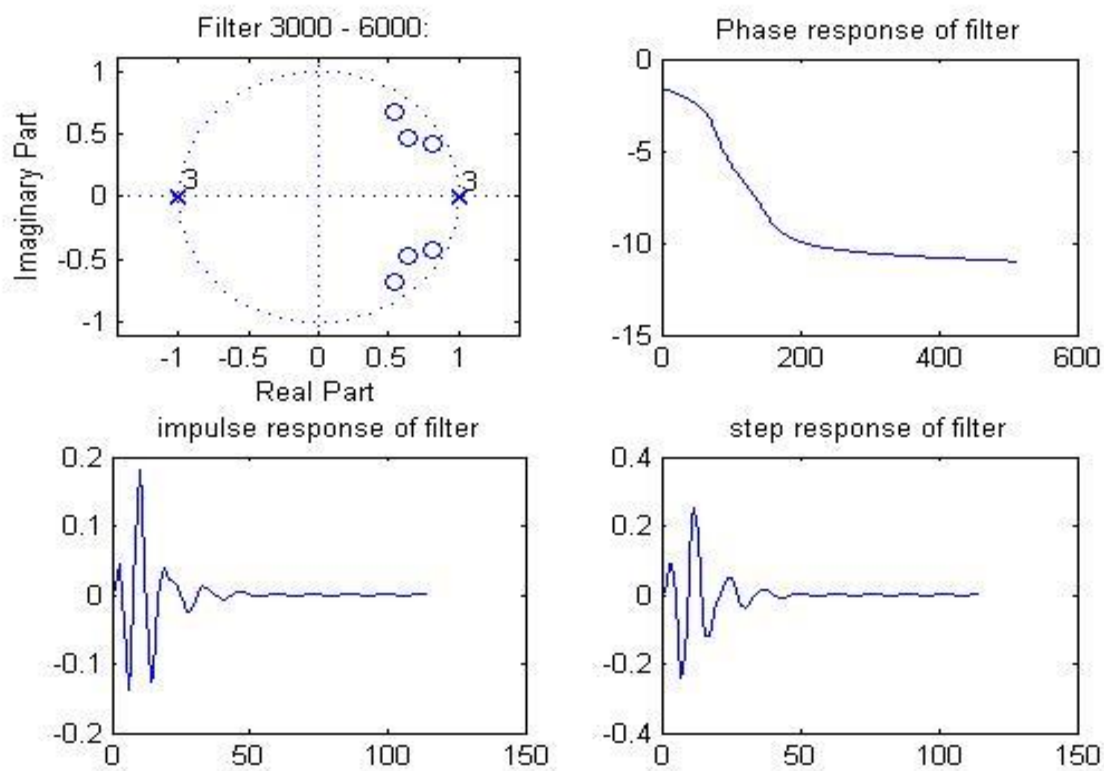 Filter 3000 - 6000:
Imaginary Part
1
0.5
0
-0.5
-1
3
3
-1 -0.5 0 0.5 1
Real Part
Phase response of filter
0
-5
-10
-15
0 200 400 600
impulse response of filter
0.2
0.1
0
-0.1
-0.2
0 50 100 150
step response of filter
0.4
0.2
0
-0.2
-0.4
0 50 100 150